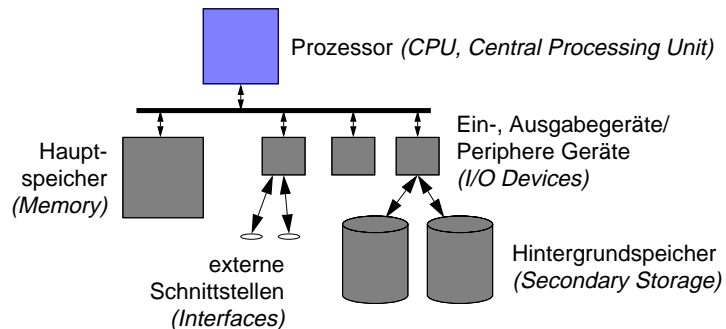 Prozessor (CPU, Central Processing Unit)
Haupt-
speicher
(Memory)
Ein-, Ausgabegeräte/
Periphere Geräte
(I/O Devices)
externe
Schnittstellen
(Interfaces)
Hintergrundspeicher
(Secondary Storage)